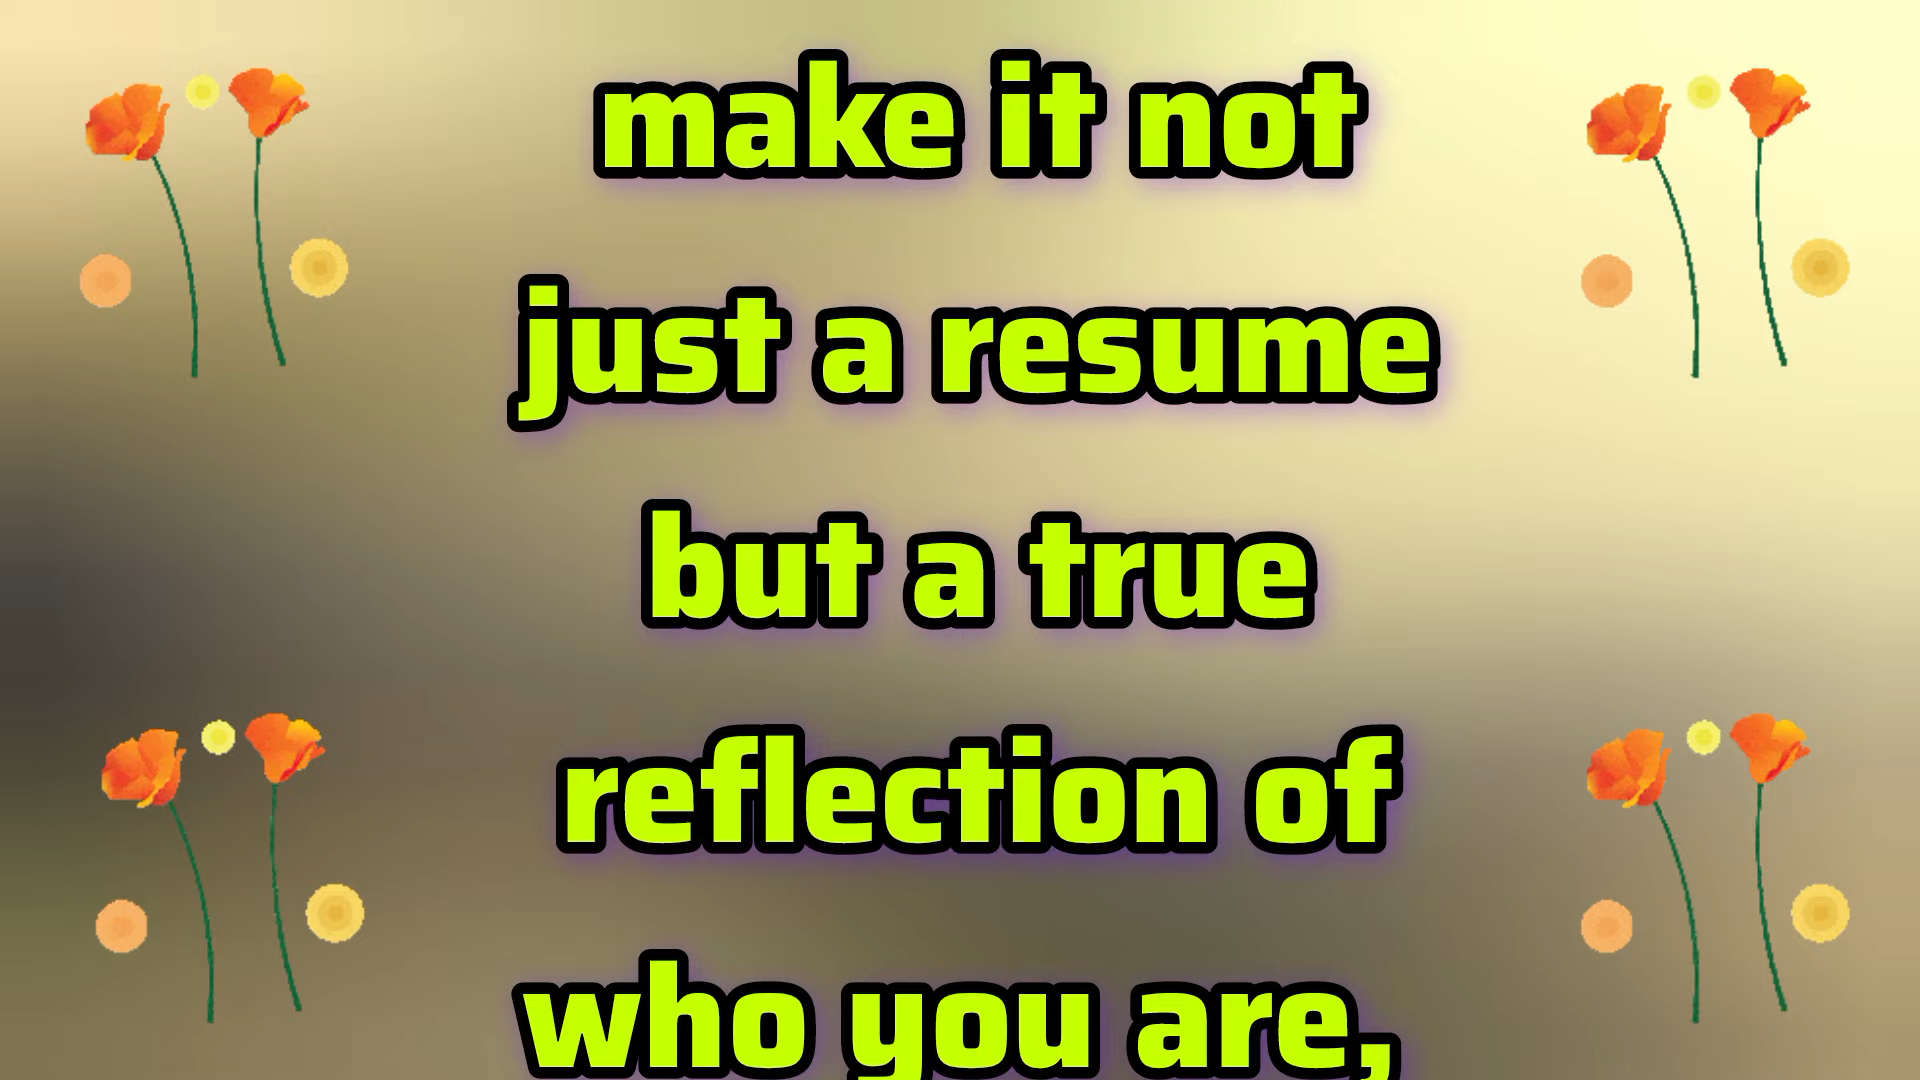 make it not
just a resume
but a true
reflection of
who you are,